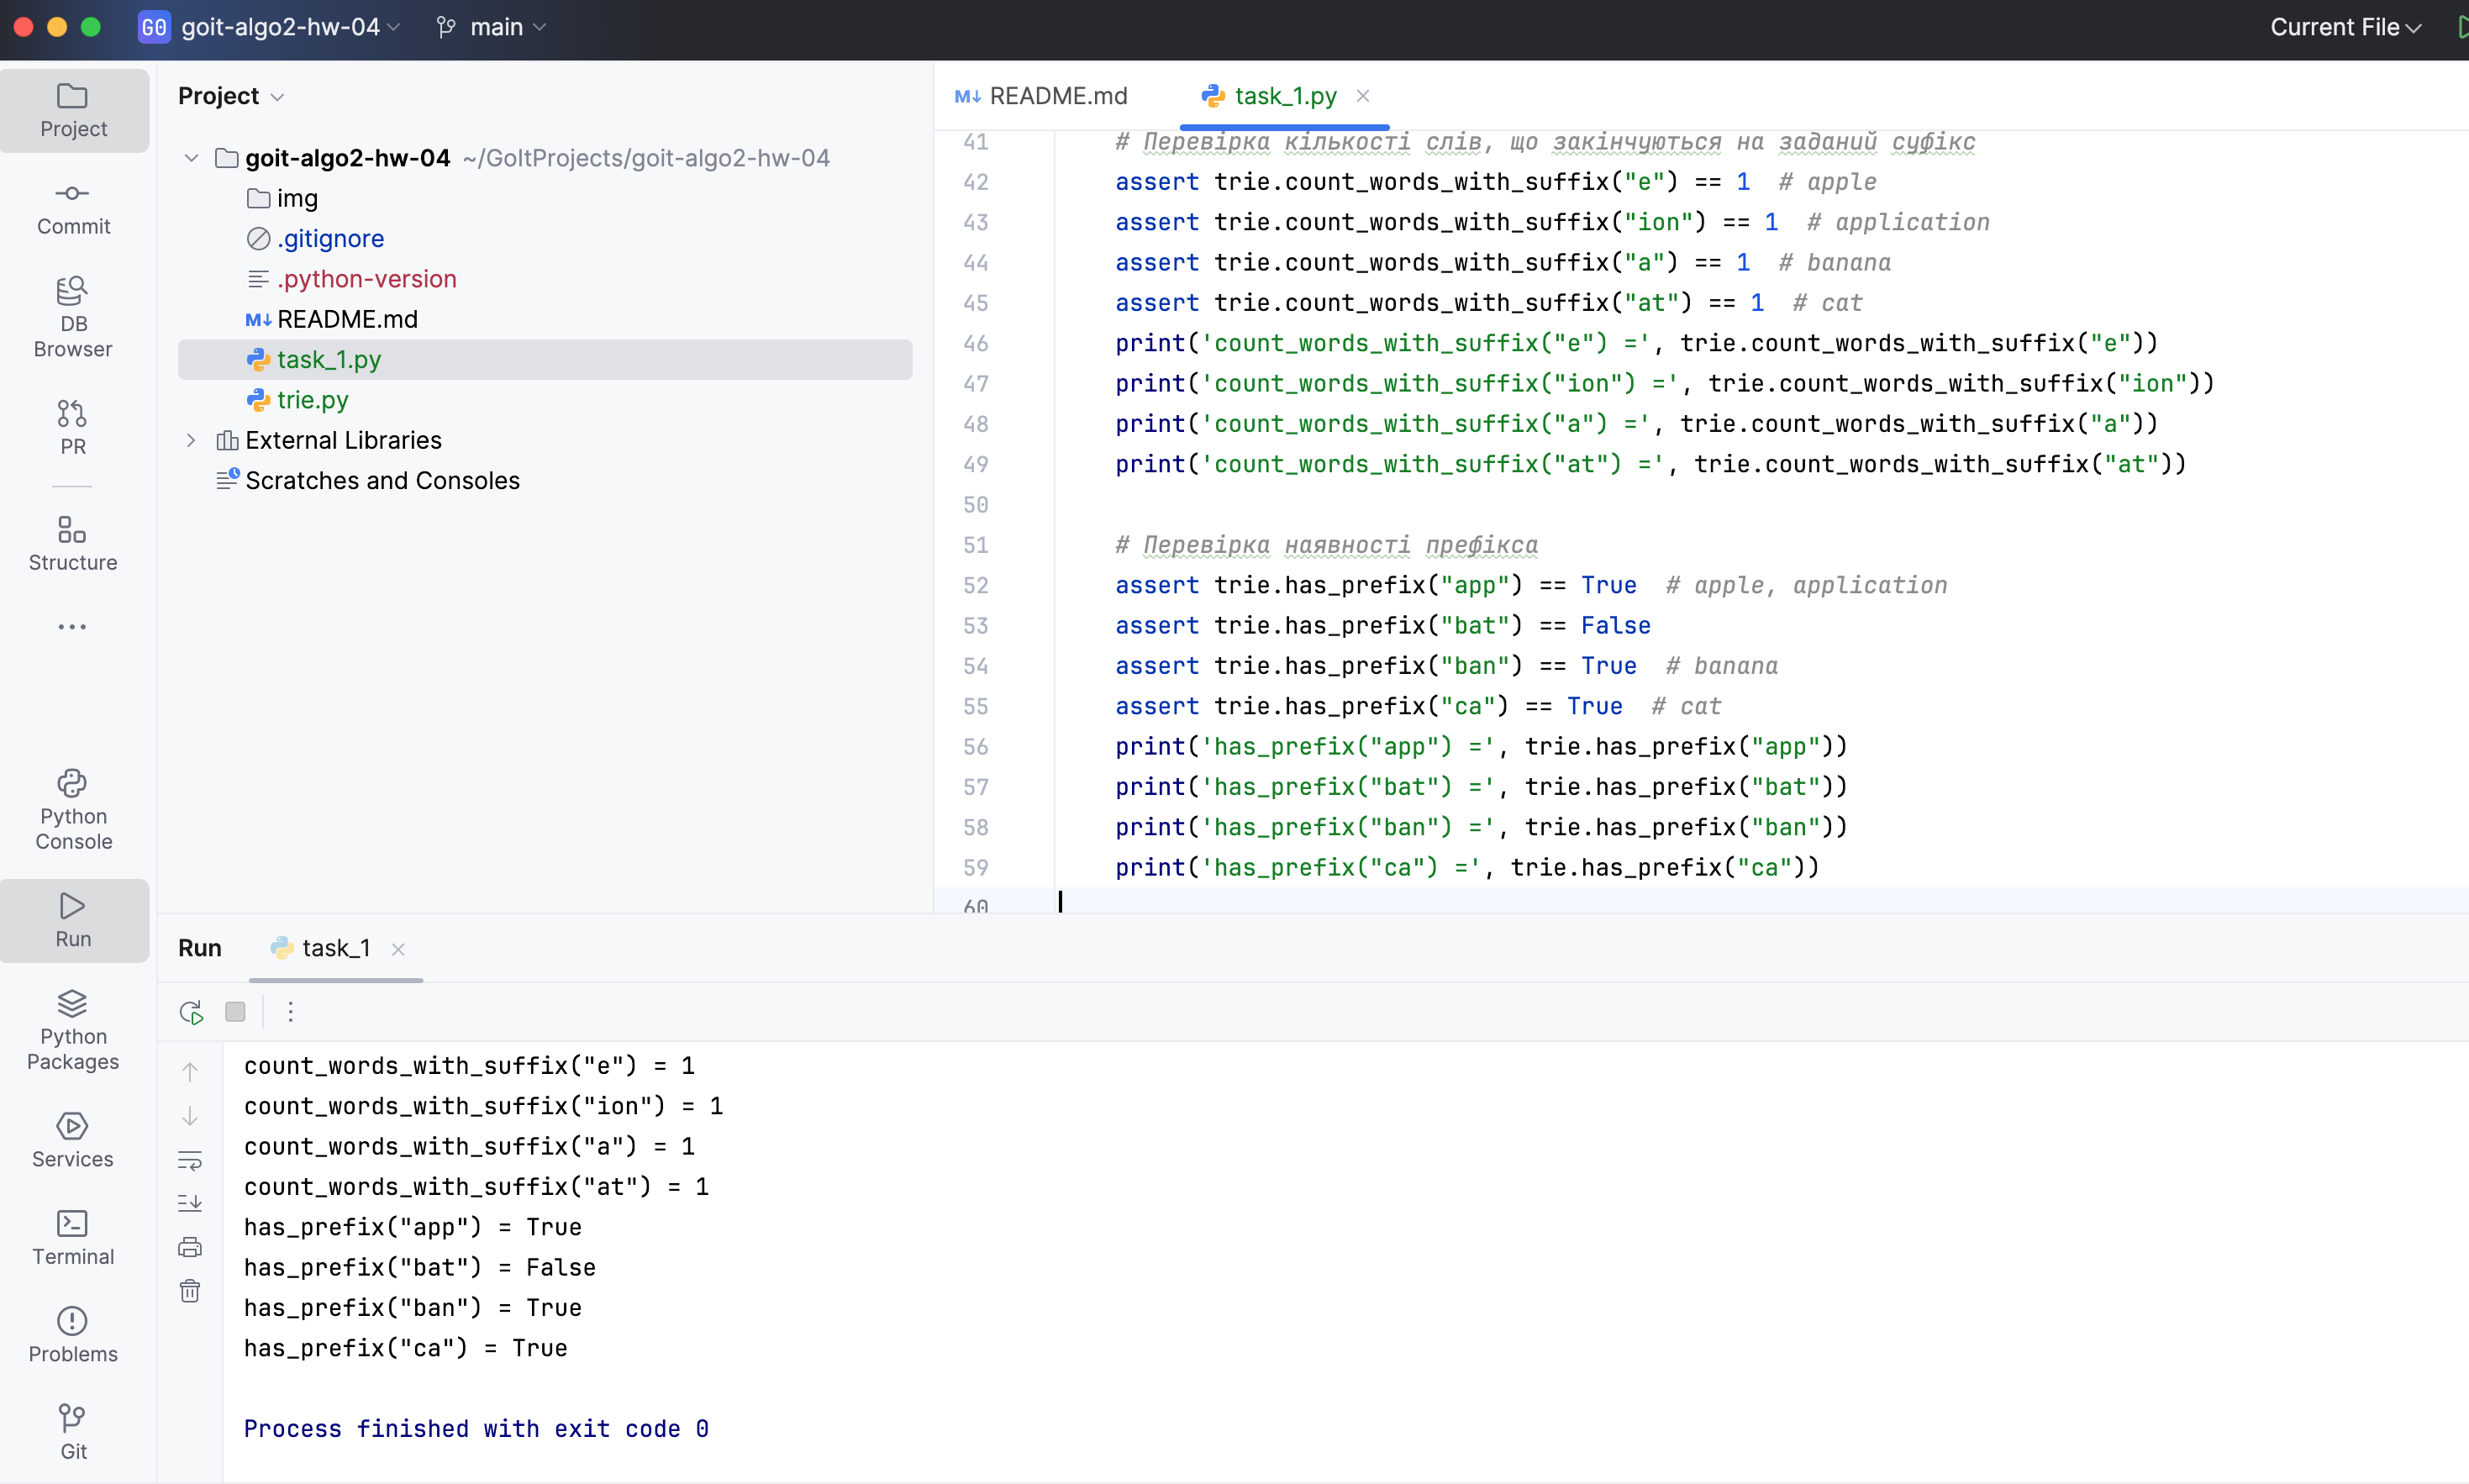 GO goit-algo2-hw-04 main Current File
Project
Commit
DB
Browser
PR
Structure
Python
Console
Run
Python
Packages
Services
Terminal
Problems
Git
Project
goit-algo2-hw-04 ~/GoItProjects/goit-algo2-hw-04
img
.gitignore
.python-version
M↓ README.md
task_1.py
trie.py
External Libraries
Scratches and Consoles
M↓ README.md task_1.py
41 # Перевірка кількості слів, що закінчуються на заданий суфікс
42 assert trie.count_words_with_suffix("e") == 1 # apple
43 assert trie.count_words_with_suffix("ion") == 1 # application
44 assert trie.count_words_with_suffix("a") == 1 # banana
45 assert trie.count_words_with_suffix("at") == 1 # cat
46 print('count_words_with_suffix("e") =', trie.count_words_with_suffix("e"))
47 print('count_words_with_suffix("ion") =', trie.count_words_with_suffix("ion"))
48 print('count_words_with_suffix("a") =', trie.count_words_with_suffix("a"))
49 print('count_words_with_suffix("at") =', trie.count_words_with_suffix("at"))
50
51 # Перевірка наявності префікса
52 assert trie.has_prefix("app") == True # apple, application
53 assert trie.has_prefix("bat") == False
54 assert trie.has_prefix("ban") == True # banana
55 assert trie.has_prefix("ca") == True # cat
56 print('has_prefix("app") =', trie.has_prefix("app"))
57 print('has_prefix("bat") =', trie.has_prefix("bat"))
58 print('has_prefix("ban") =', trie.has_prefix("ban"))
59 print('has_prefix("ca") =', trie.has_prefix("ca"))
60
Run task_1
count_words_with_suffix("e") = 1
count_words_with_suffix("ion") = 1
count_words_with_suffix("a") = 1
count_words_with_suffix("at") = 1
has_prefix("app") = True
has_prefix("bat") = False
has_prefix("ban") = True
has_prefix("ca") = True
Process finished with exit code 0